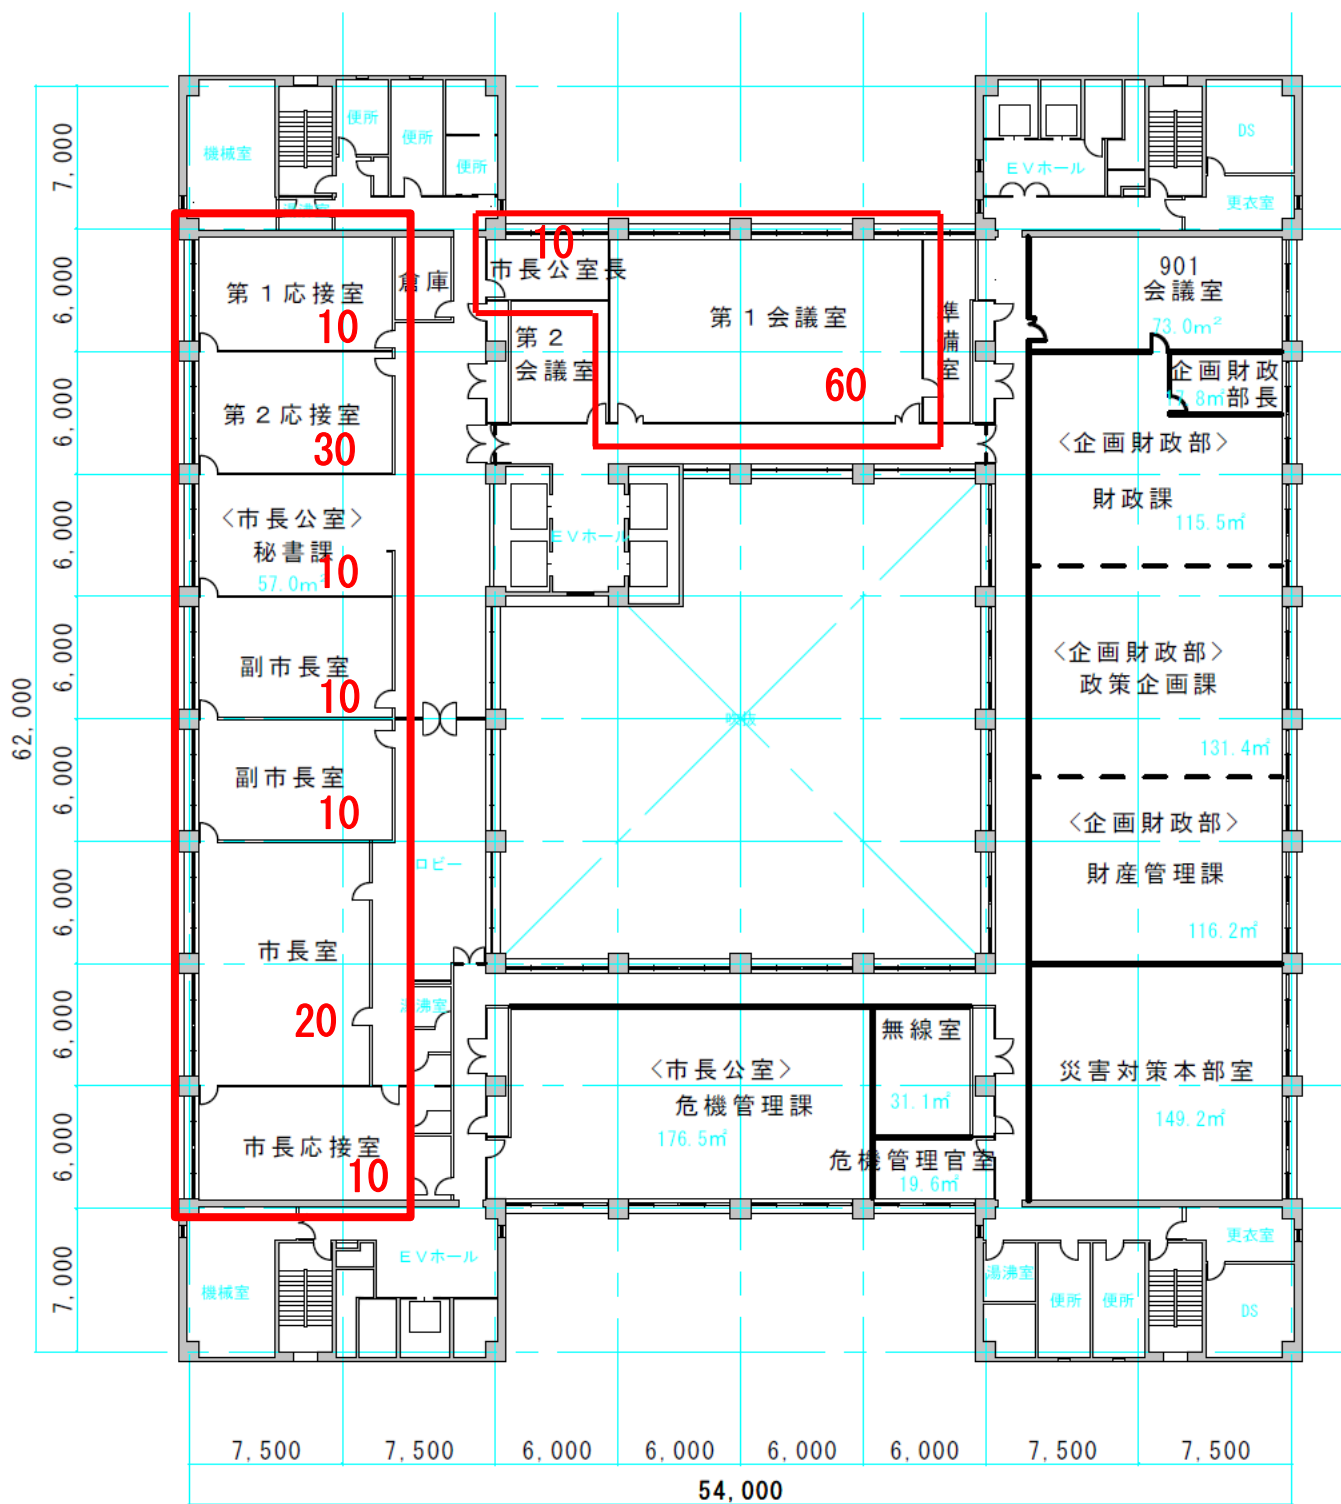 機械室
便所
便所
便所
湯沸室
EVホール
DS
更衣室
7,000
6,000
6,000
6,000
6,000
6,000
6,000
6,000
6,000
7,000
62,000
第1応接室
10
倉庫
第2応接室
30
<市長公室>
秘書課
57.0m²
10
副市長室
10
副市長室
10
市長室
20
市長応接室
10
ロビー
湯沸室
10
市長公室長
第2
会議室
第1会議室
60
準備室
EVホール
吹抜
901
会議室
73.0m²
企画財政
部長
17.8㎡
<企画財政部>
財政課
115.5㎡
<企画財政部>
政策企画課
131.4㎡
<企画財政部>
財産管理課
116.2㎡
災害対策本部室
149.2㎡
<市長公室>
危機管理課
176.5㎡
無線室
31.1㎡
危機管理官室
19.6㎡
機械室
EVホール
湯沸室
便所
便所
更衣室
DS
7,500
7,500
6,000
6,000
6,000
6,000
7,500
7,500
54,000